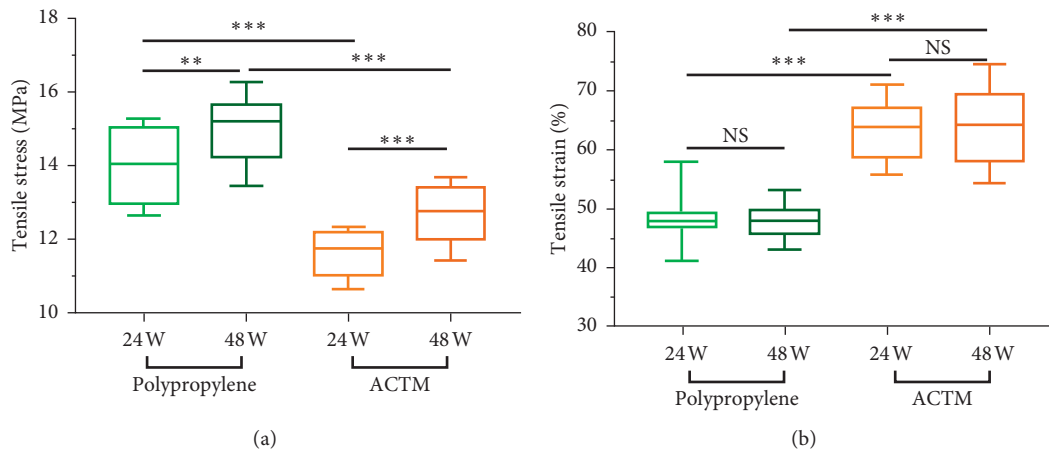 Tensile stress (MPa)
18
16
14
12
10
***
**
***
***
24 W
48 W
24 W
48 W
Polypropylene
ACTM
(a)
Tensile strain (%)
80
70
60
50
40
30
***
NS
***
NS
24 W
48 W
24 W
48 W
Polypropylene
ACTM
(b)